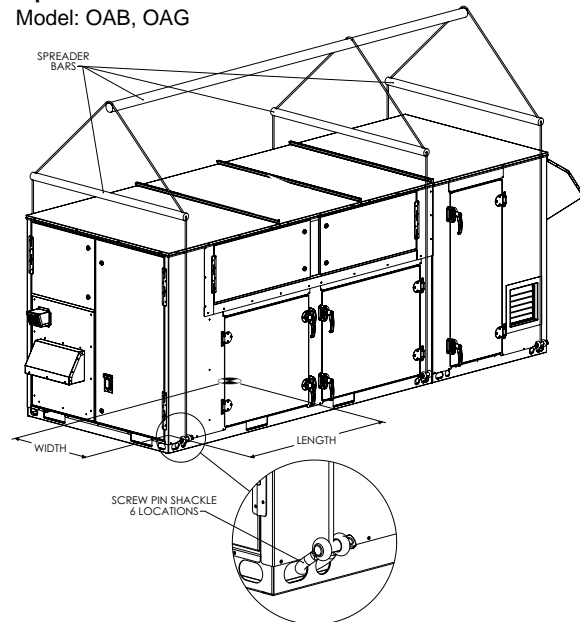 Model: OAB, OAG
SPREADER
BARS
WIDTH
LENGTH
SCREW PIN SHACKLE
6 LOCATIONS